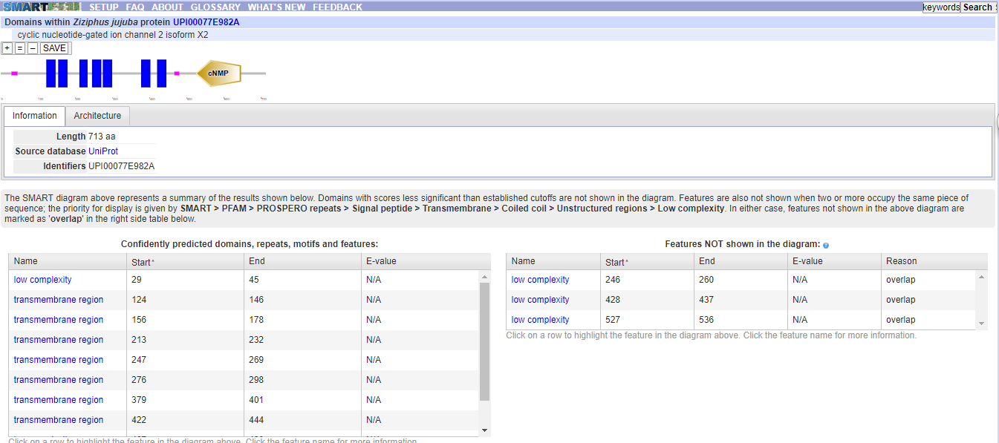 SMART SETUP FAQ ABOUT GLOSSARY WHAT'S NEW FEEDBACK keywords Search
Domains within Ziziphus jujuba protein UPI00077E982A
cyclic nucleotide-gated ion channel 2 isoform X2
+ = – SAVE
cNMP
100 200 300 400 500 600 700
Information Architecture
Length 713 aa
Source database UniProt
Identifiers UPI00077E982A
The SMART diagram above represents a summary of the results shown below. Domains with scores less significant than established cutoffs are not shown in the diagram. Features are also not shown when two or more occupy the same piece of
sequence; the priority for display is given by SMART > PFAM > PROSPERO repeats > Signal peptide > Transmembrane > Coiled coil > Unstructured regions > Low complexity. In either case, features not shown in the above diagram are
marked as 'overlap' in the right side table below.
Confidently predicted domains, repeats, motifs and features:
Name Start End E-value
low complexity 29 45 N/A
transmembrane region 124 146 N/A
transmembrane region 156 178 N/A
transmembrane region 213 232 N/A
transmembrane region 247 269 N/A
transmembrane region 276 298 N/A
transmembrane region 379 401 N/A
transmembrane region 422 444 N/A
Click on a row to highlight the feature in the diagram above. Click the feature name for more information.
Features NOT shown in the diagram: ?
Name Start End E-value Reason
low complexity 246 260 N/A overlap
low complexity 428 437 N/A overlap
low complexity 527 536 N/A overlap
Click on a row to highlight the feature in the diagram above. Click the feature name for more information.